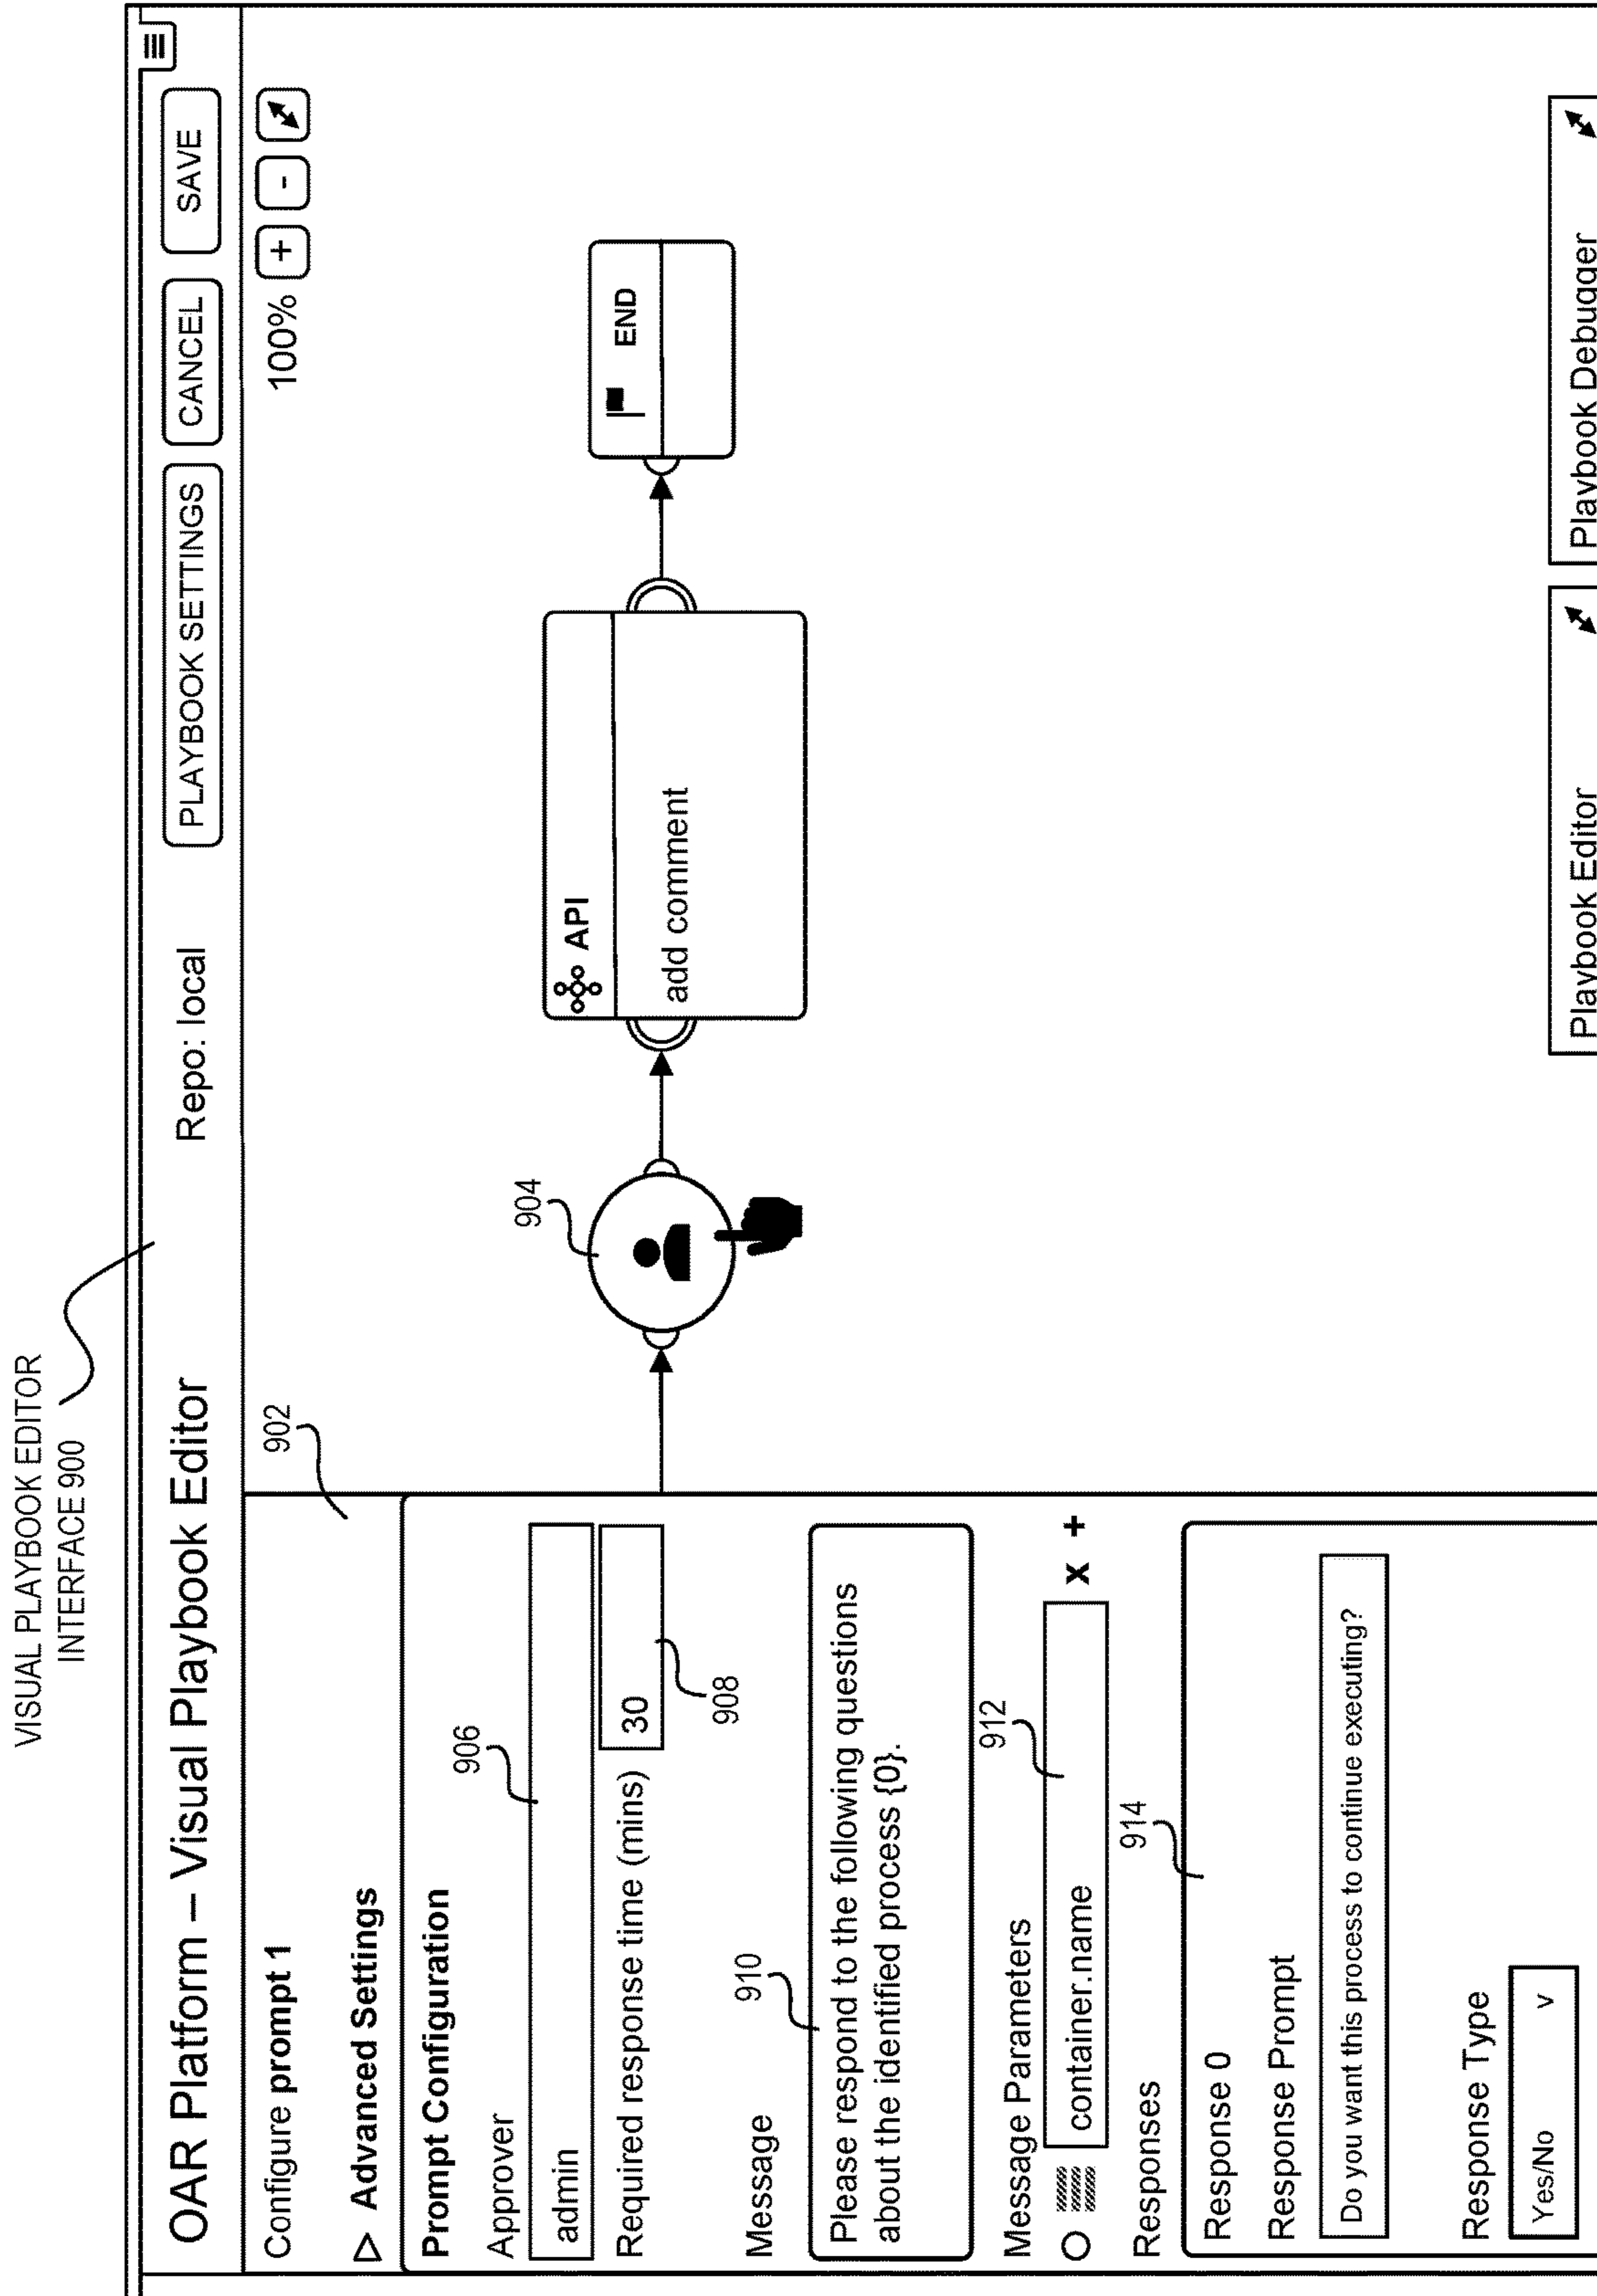 VISUAL PLAYBOOK EDITOR
INTERFACE 900
OAR Platform – Visual Playbook Editor
Repo: local
PLAYBOOK SETTINGS
CANCEL
SAVE
Configure prompt 1
902
100% + -
▷ Advanced Settings
Prompt Configuration
Approver
906
admin
Required response time (mins) 30
908
Message
910
Please respond to the following questions
about the identified process {0}.
Message Parameters
912
container.name x +
Responses
914
Response 0
Response Prompt
Do you want this process to continue executing?
Response Type
Yes/No v
904
API
add comment
END
Playbook Editor
Playbook Debugger